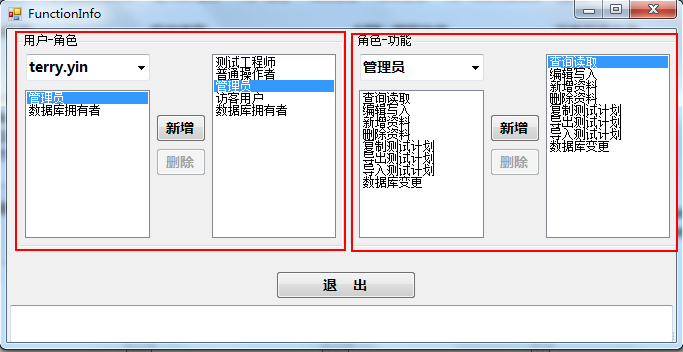 FunctionInfo
用户-角色
terry.yin
管理员
数据库拥有者
新增
删除
测试工程师
普通操作者
管理员
访客用户
数据库拥有者
角色-功能
管理员
查询读取
编辑写入
新增资料
删除资料
复制测试计划
导出测试计划
导入测试计划
数据库变更
新增
删除
查询读取
编辑写入
新增资料
删除资料
复制测试计划
导出测试计划
导入测试计划
数据库变更
退 出